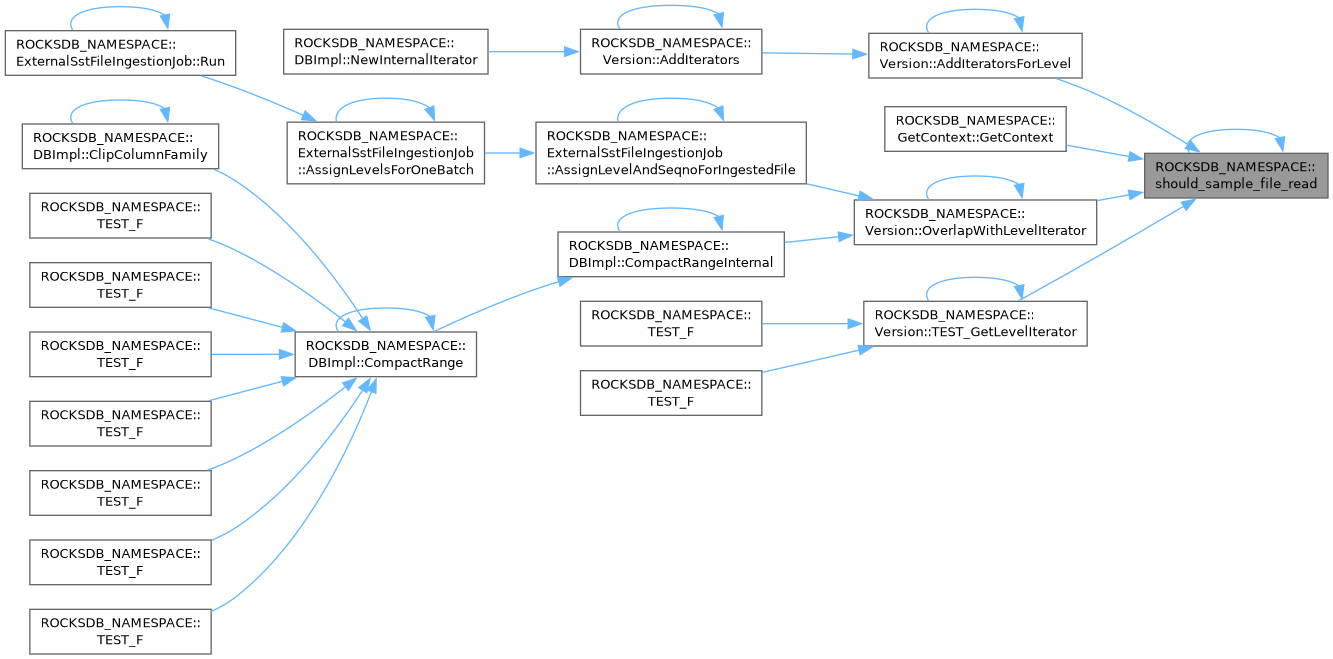 ROCKSDB_NAMESPACE::
ExternalSstFileIngestionJob::Run
ROCKSDB_NAMESPACE::
DBImpl::NewInternalIterator
ROCKSDB_NAMESPACE::
Version::AddIterators
ROCKSDB_NAMESPACE::
Version::AddIteratorsForLevel
ROCKSDB_NAMESPACE::
GetContext::GetContext
ROCKSDB_NAMESPACE::
DBImpl::ClipColumnFamily
ROCKSDB_NAMESPACE::
ExternalSstFileIngestionJob
::AssignLevelsForOneBatch
ROCKSDB_NAMESPACE::
ExternalSstFileIngestionJob
::AssignLevelAndSeqnoForIngestedFile
ROCKSDB_NAMESPACE::
should_sample_file_read
ROCKSDB_NAMESPACE::
TEST_F
ROCKSDB_NAMESPACE::
Version::OverlapWithLevelIterator
ROCKSDB_NAMESPACE::
DBImpl::CompactRangeInternal
ROCKSDB_NAMESPACE::
TEST_F
ROCKSDB_NAMESPACE::
TEST_F
ROCKSDB_NAMESPACE::
Version::TEST_GetLevelIterator
ROCKSDB_NAMESPACE::
TEST_F
ROCKSDB_NAMESPACE::
DBImpl::CompactRange
ROCKSDB_NAMESPACE::
TEST_F
ROCKSDB_NAMESPACE::
TEST_F
ROCKSDB_NAMESPACE::
TEST_F
ROCKSDB_NAMESPACE::
TEST_F
ROCKSDB_NAMESPACE::
TEST_F